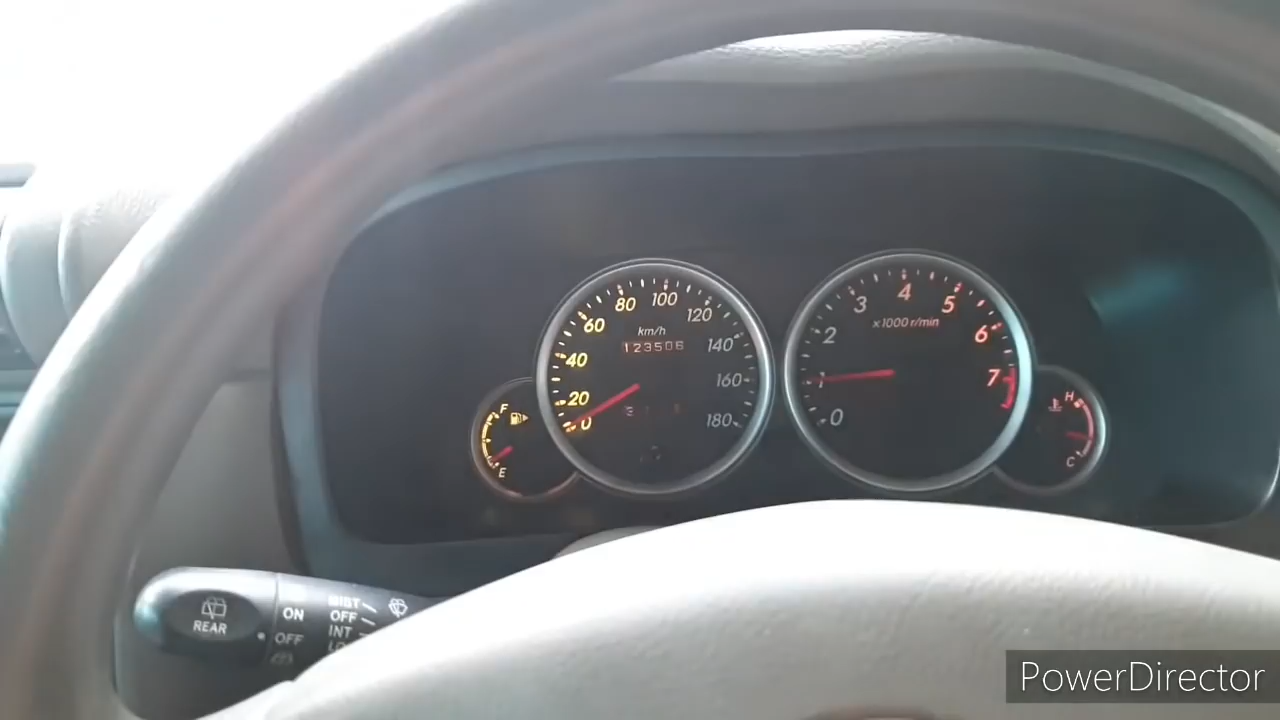 80 100
60 120
km/h
123506
40 140
20 160
0 180
F
E
3 4 5
2 6
x1000 r/min
1 7
0
H
C
REAR
ON
OFF
MIST
OFF
INT
PowerDirector